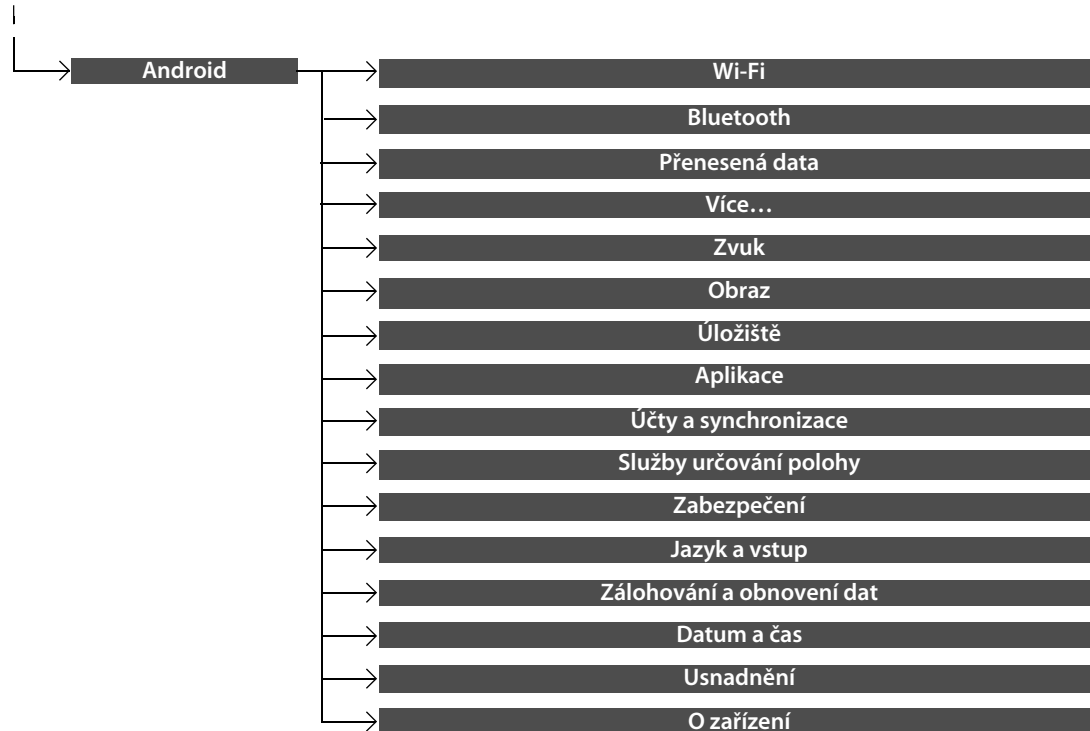 Android
Wi-Fi
Bluetooth
Přenesená data
Více…
Zvuk
Obraz
Úložiště
Aplikace
Účty a synchronizace
Služby určování polohy
Zabezpečení
Jazyk a vstup
Zálohování a obnovení dat
Datum a čas
Usnadnění
O zařízení